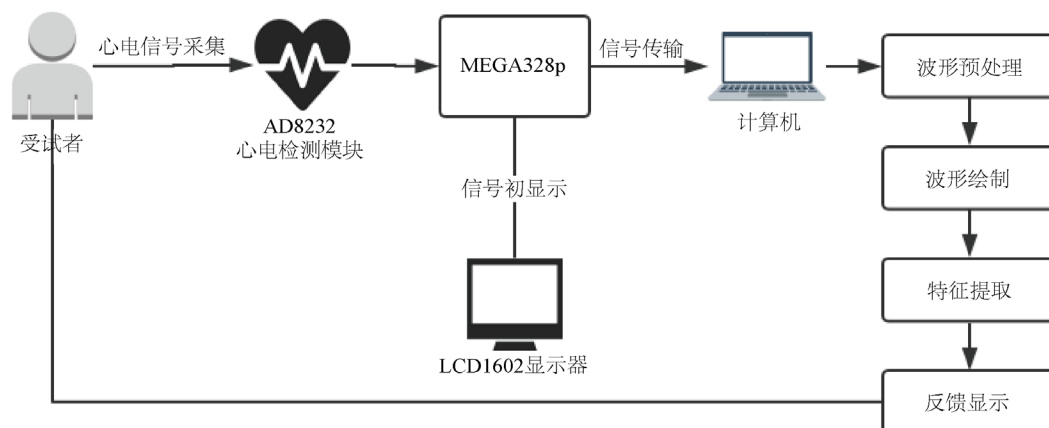 心电信号采集
信号传输
MEGA328p
波形预处理
受试者
AD8232
心电检测模块
计算机
信号初显示
波形绘制
特征提取
LCD1602显示器
反馈显示